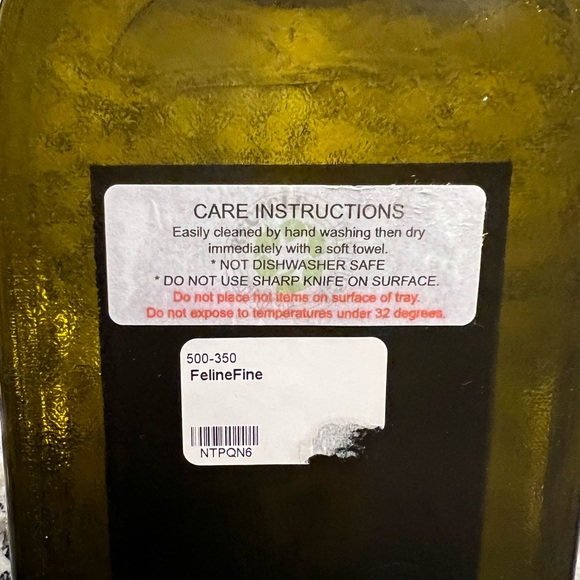 CARE INSTRUCTIONS
Easily cleaned by hand washing then dry
immediately with a soft towel.
* NOT DISHWASHER SAFE
* DO NOT USE SHARP KNIFE ON SURFACE.
Do not place hot items on surface of tray.
Do not expose to temperatures under 32 degrees.
500-350
FelineFine
NTPQN6